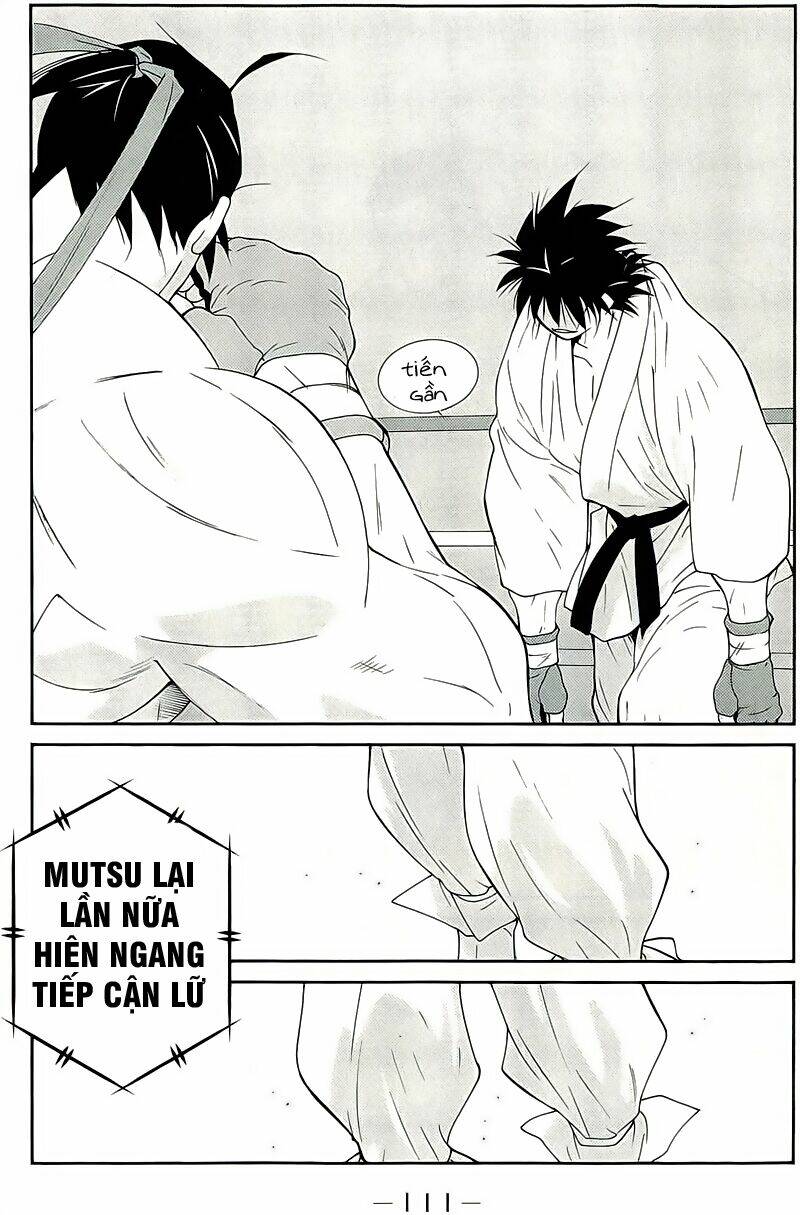 tiến
Gần
MUTSU LẠI
LẦN NỮA
HIÊN NGANG
TIẾP CẬN LỮ
—111—